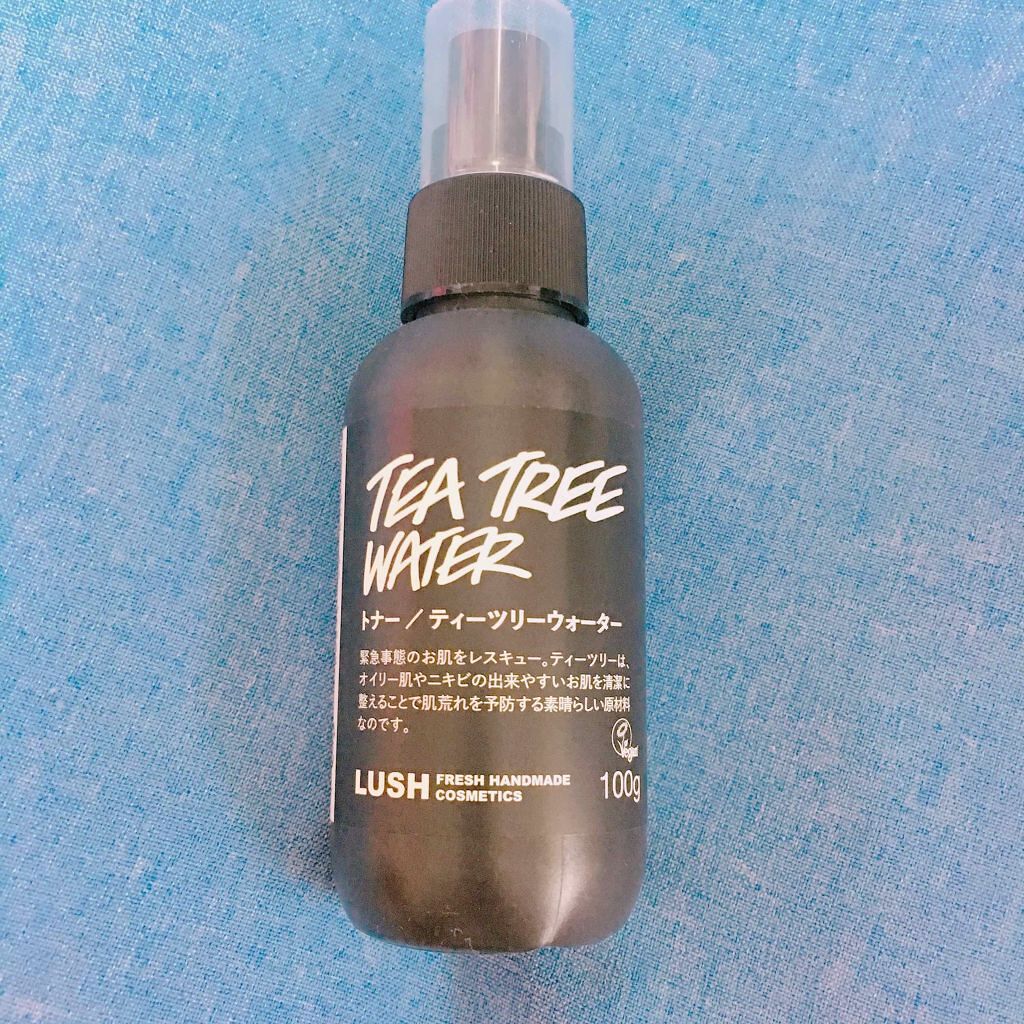 TEA TREE
WATER
トナー／ティーツリーウォーター
緊急事態のお肌をレスキュー。ティーツリーは、
オイリー肌やニキビの出来やすいお肌を清潔に
整えることで肌荒れを予防する素晴らしい原材料
なのです。
Vegan
LUSH FRESH HANDMADE
COSMETICS
100g